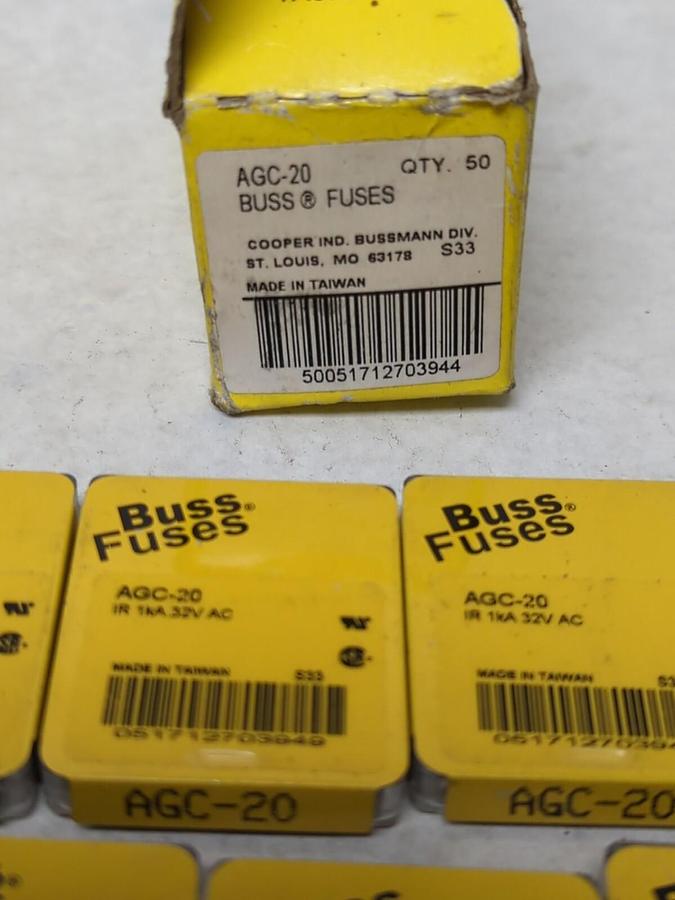 AGC-20 QTY. 50
BUSS® FUSES
COOPER IND. BUSSMANN DIV.
ST. LOUIS, MO 63178 S33
MADE IN TAIWAN
50051712703944
Buss®
Fuses
AGC-20
IR 1kA 32V AC
MADE IN TAIWAN S33
AGC-20
Buss®
Fuses
AGC-20
IR 1kA 32V AC
MADE IN TAIWAN
AGC-20